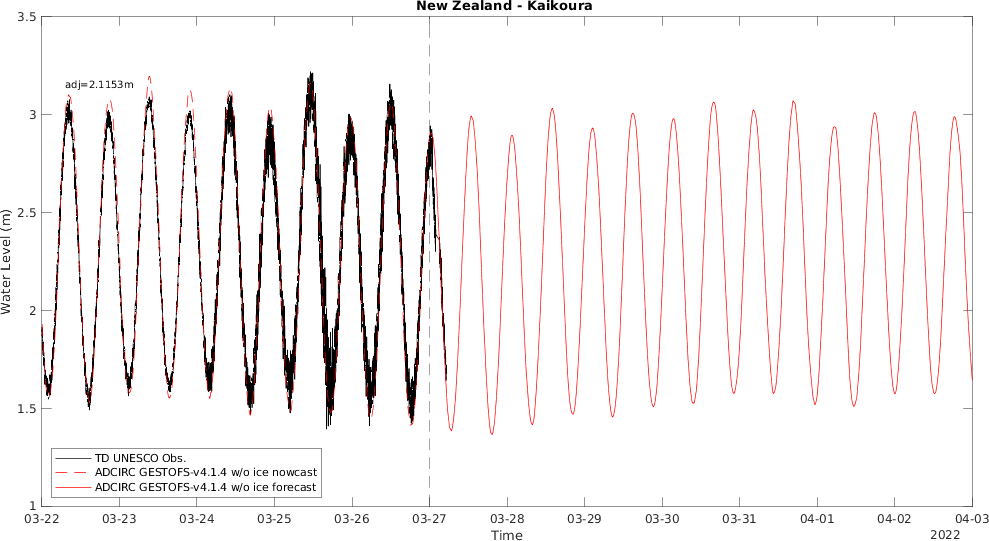 New Zealand - Kaikoura
3.5
3
2.5
2
1.5
1
Water Level (m)
adj=2.1153m
TD UNESCO Obs.
ADCIRC GESTOFS-v4.1.4 w/o ice nowcast
ADCIRC GESTOFS-v4.1.4 w/o ice forecast
03-22 03-23 03-24 03-25 03-26 03-27 03-28 03-29 03-30 03-31 04-01 04-02 04-03
Time
2022